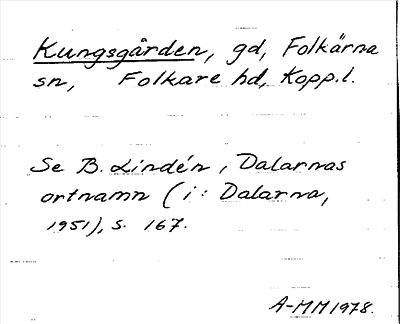 Kungsgården, gd, Folkärna
sn, Folkare hd, Kopp.l.
Se B. Lindén, Dalarnas
ortnamn (i: Dalarna,
1951), s. 167.
A-MM 1978.